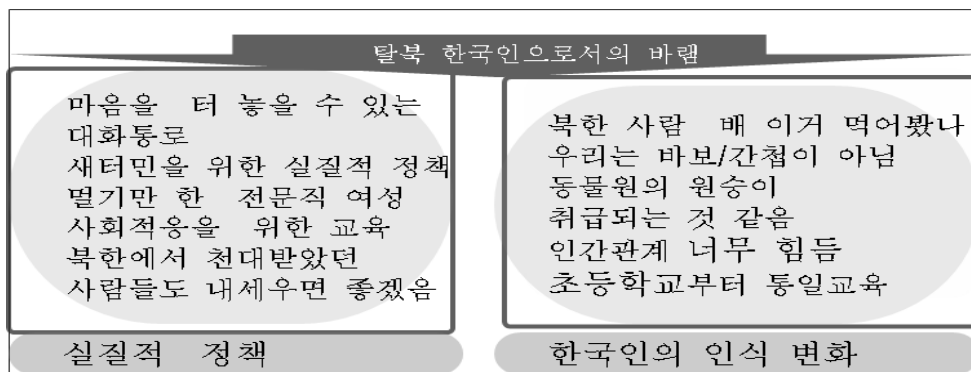 탈북 한국인으로서의 바램
마음을 터 놓을 수 있는
대화통로
새터민을 위한 실질적 정책
멀기만 한 전문직 여성
사회적응을 위한 교육
북한에서 천대받았던
사람들도 내세우면 좋겠음
실질적 정책
북한 사람 배 이거 먹어봤나
우리는 바보/간첩이 아님
동물원의 원숭이
취급되는 것 같음
인간관계 너무 힘듬
초등학교부터 통일교육
한국인의 인식 변화